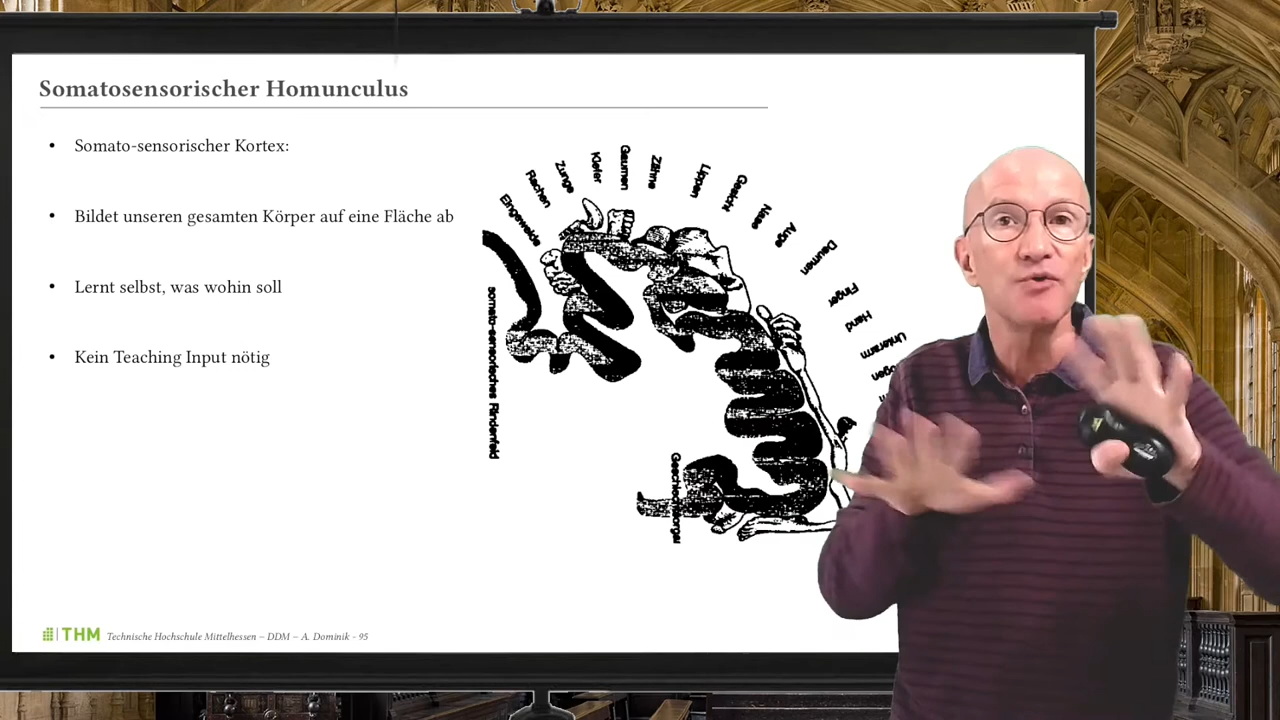 Somatosensorischer Homunculus
• Somato-sensorischer Kortex:
• Bildet unseren gesamten Körper auf eine Fläche ab
• Lernt selbst, was wohin soll
• Kein Teaching Input nötig
Eingeweide
Rachen
Zunge
Kiefer
Gaumen
Zähne
Lippen
Gesicht
Nase
Auge
Daumen
Finger
Hand
Unterarm
somato-sensorisches Rindenfeld
THM Technische Hochschule Mittelhessen – DDM – A. Dominik - 95